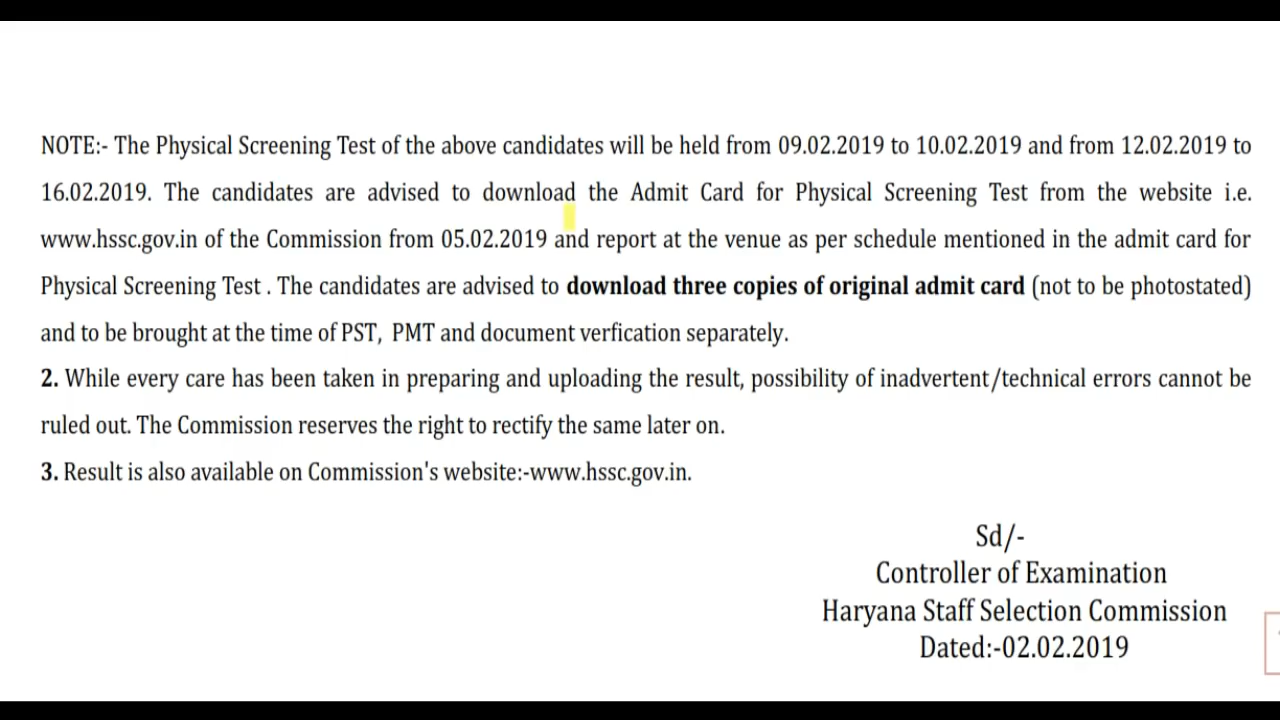 NOTE:- The Physical Screening Test of the above candidates will be held from 09.02.2019 to 10.02.2019 and from 12.02.2019 to
16.02.2019. The candidates are advised to download the Admit Card for Physical Screening Test from the website i.e.
www.hssc.gov.in of the Commission from 05.02.2019 and report at the venue as per schedule mentioned in the admit card for
Physical Screening Test . The candidates are advised to download three copies of original admit card (not to be photostated)
and to be brought at the time of PST, PMT and document verfication separately.
2. While every care has been taken in preparing and uploading the result, possibility of inadvertent/technical errors cannot be
ruled out. The Commission reserves the right to rectify the same later on.
3. Result is also available on Commission's website:-www.hssc.gov.in.
Sd/-
Controller of Examination
Haryana Staff Selection Commission
Dated:-02.02.2019